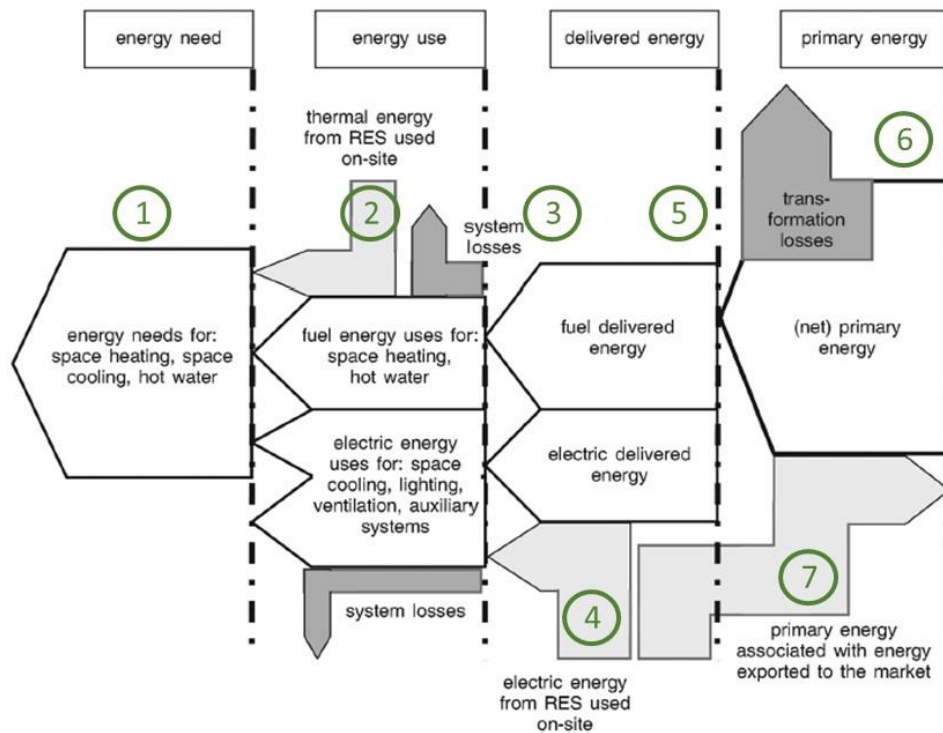 energy need
energy use
delivered energy
primary energy
thermal energy
from RES used
on-site
6
1
2
system
losses
3
5
trans-
formation
losses
energy needs for:
space heating, space
cooling, hot water
fuel energy uses for:
space heating,
hot water
fuel delivered
energy
(net) primary
energy
electric energy
uses for: space
cooling, lighting,
ventilation, auxiliary
systems
electric delivered
energy
system losses
4
7
electric energy
from RES used
on-site
primary energy
associated with energy
exported to the market